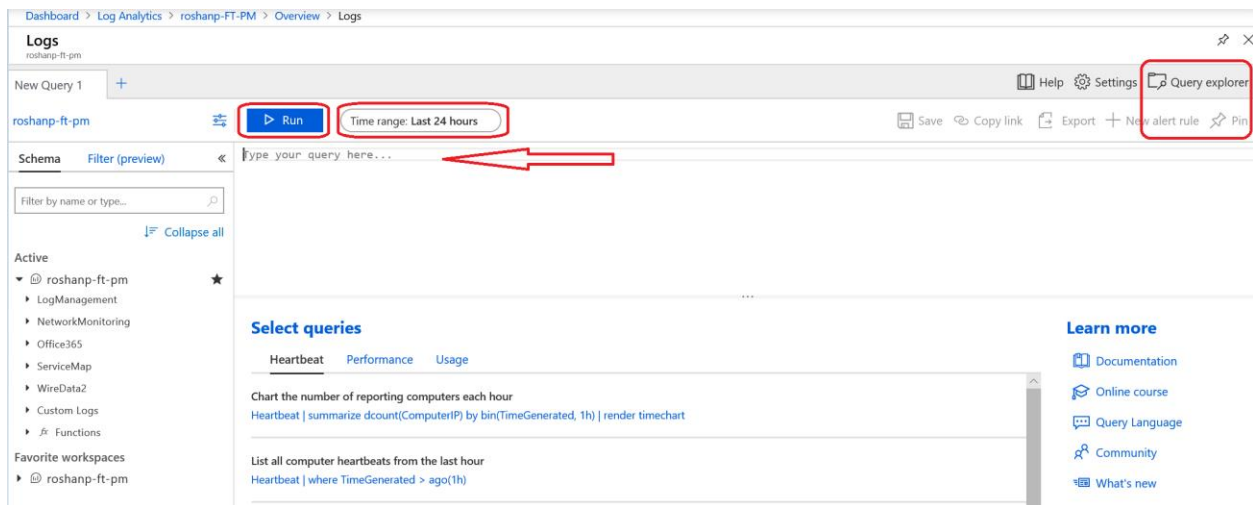 Dashboard > Log Analytics > roshanp-FT-PM > Overview > Logs
Logs
roshanp-ft-pm
New Query 1 +
Help Settings Query explorer
roshanp-ft-pm
Run
Time range: Last 24 hours
Save Copy link Export New alert rule Pin
Schema Filter (preview) «
Type your query here...
Filter by name or type...
Collapse all
Active
roshanp-ft-pm
LogManagement
NetworkMonitoring
Office365
ServiceMap
WireData2
Custom Logs
fx Functions
Favorite workspaces
roshanp-ft-pm
...
Select queries
Heartbeat Performance Usage
Chart the number of reporting computers each hour
Heartbeat | summarize dcount(ComputerIP) by bin(TimeGenerated, 1h) | render timechart
List all computer heartbeats from the last hour
Heartbeat | where TimeGenerated > ago(1h)
Learn more
Documentation
Online course
Query Language
Community
What's new